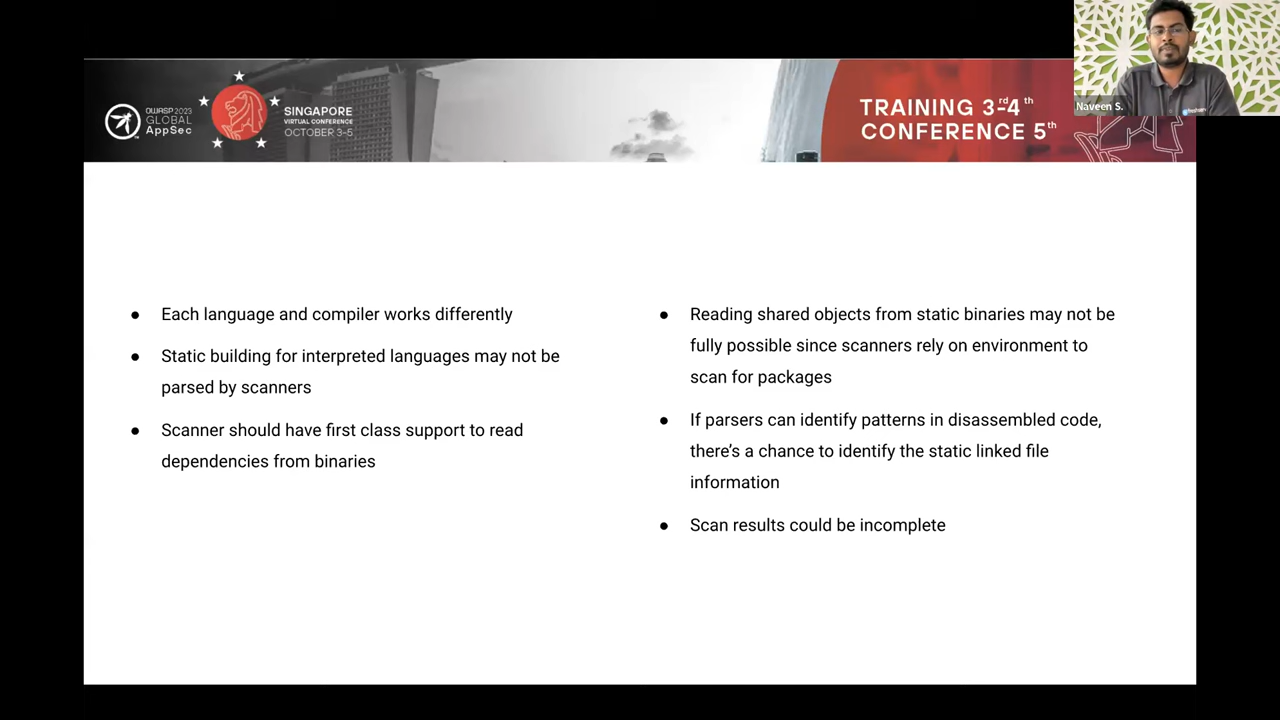 OWASP 2023
GLOBAL
AppSec
SINGAPORE
VIRTUAL CONFERENCE
OCTOBER 3-5
TRAINING 3rd-4th
CONFERENCE 5th
Naveen S.
● Each language and compiler works differently
● Static building for interpreted languages may not be
parsed by scanners
● Scanner should have first class support to read
dependencies from binaries
● Reading shared objects from static binaries may not be
fully possible since scanners rely on environment to
scan for packages
● If parsers can identify patterns in disassembled code,
there's a chance to identify the static linked file
information
● Scan results could be incomplete